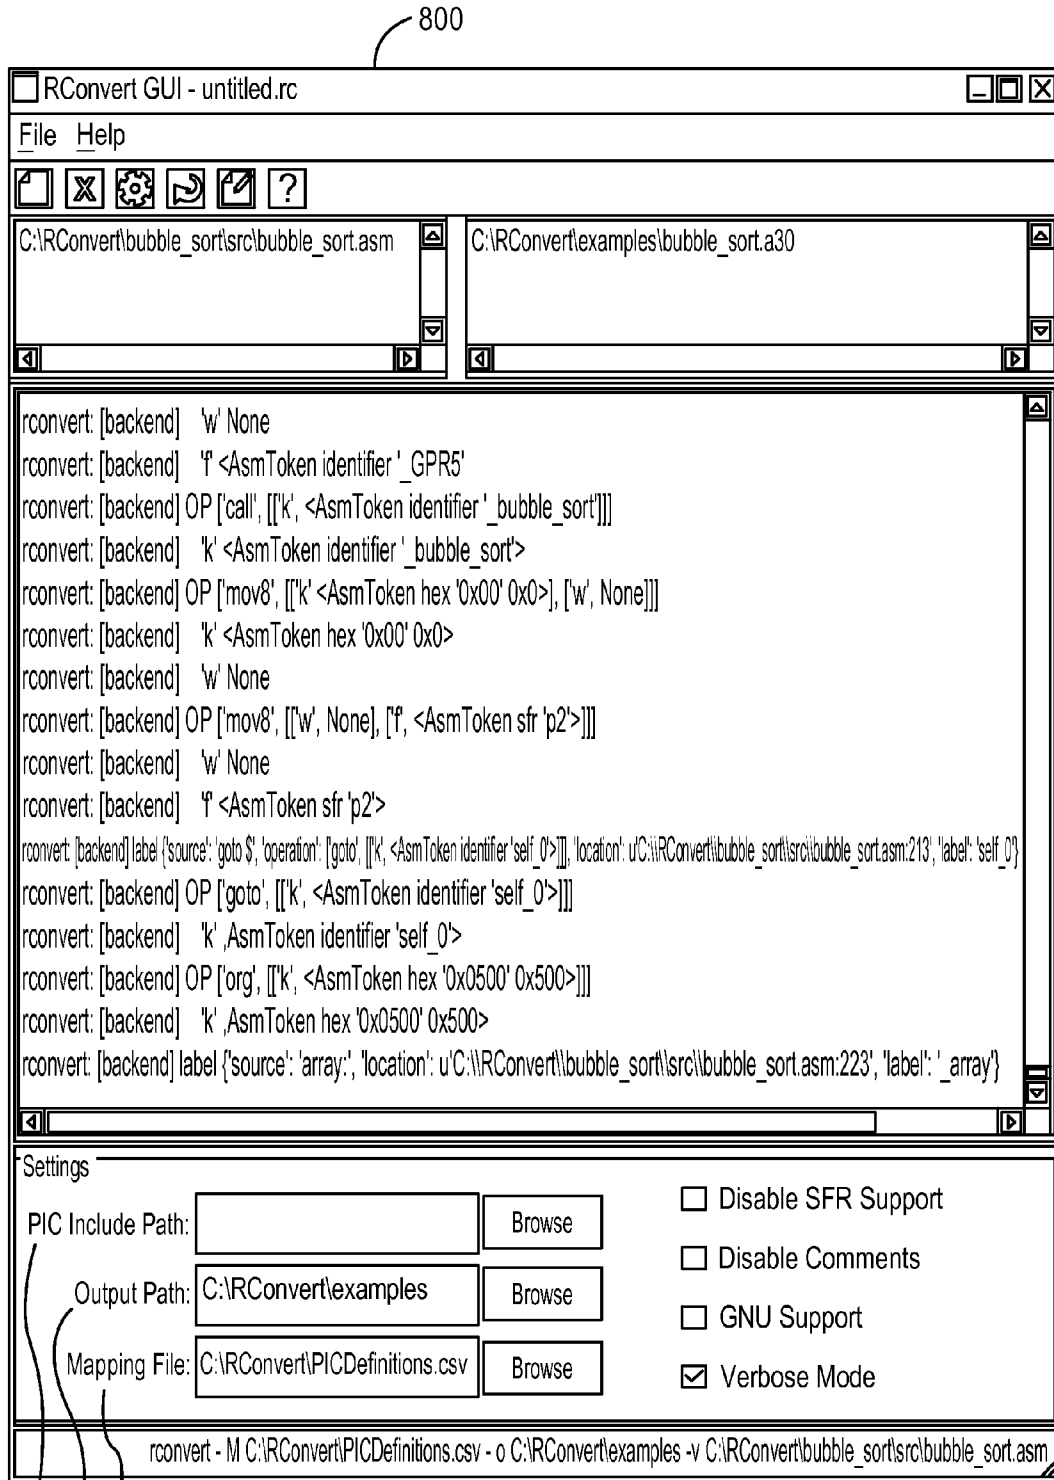 800
RConvert GUI - untitled.rc
File Help
X ?
C:\RConvert\bubble_sort\src\bubble_sort.asm
C:\RConvert\examples\bubble_sort.a30
rconvert: [backend] 'w' None
rconvert: [backend] 'f' <AsmToken identifier '_GPR5'
rconvert: [backend] OP ['call', [['k', <AsmToken identifier '_bubble_sort']]]
rconvert: [backend] 'k' <AsmToken identifier '_bubble_sort'>
rconvert: [backend] OP ['mov8', [['k' <AsmToken hex '0x00' 0x0>], ['w', None]]]
rconvert: [backend] 'k' <AsmToken hex '0x00' 0x0>
rconvert: [backend] 'w' None
rconvert: [backend] OP ['mov8', [['w', None], ['f', <AsmToken sfr 'p2'>]]]
rconvert: [backend] 'w' None
rconvert: [backend] 'f' <AsmToken sfr 'p2'>
rconvert: [backend] label {'source': 'goto $', 'operation': ['goto', [['k', <AsmToken identifier 'self_0'>]]], 'location': u'C:\\RConvert\\bubble_sort\\src\\bubble_sort.asm:213', 'label': 'self_0'}
rconvert: [backend] OP ['goto', [['k', <AsmToken identifier 'self_0'>]]]
rconvert: [backend] 'k' ,AsmToken identifier 'self_0'>
rconvert: [backend] OP ['org', [['k', <AsmToken hex '0x0500' 0x500>]]]
rconvert: [backend] 'k' ,AsmToken hex '0x0500' 0x500>
rconvert: [backend] label {'source': 'array:', 'location': u'C:\\RConvert\\bubble_sort\\src\\bubble_sort.asm:223', 'label': '_array'}
Settings
PIC Include Path: Browse
Output Path: C:\RConvert\examples Browse
Mapping File: C:\RConvert\PICDefinitions.csv Browse
Disable SFR Support
Disable Comments
GNU Support
Verbose Mode
rconvert - M C:\RConvert\PICDefinitions.csv - o C:\RConvert\examples -v C:\RConvert\bubble_sort\src\bubble_sort.asm